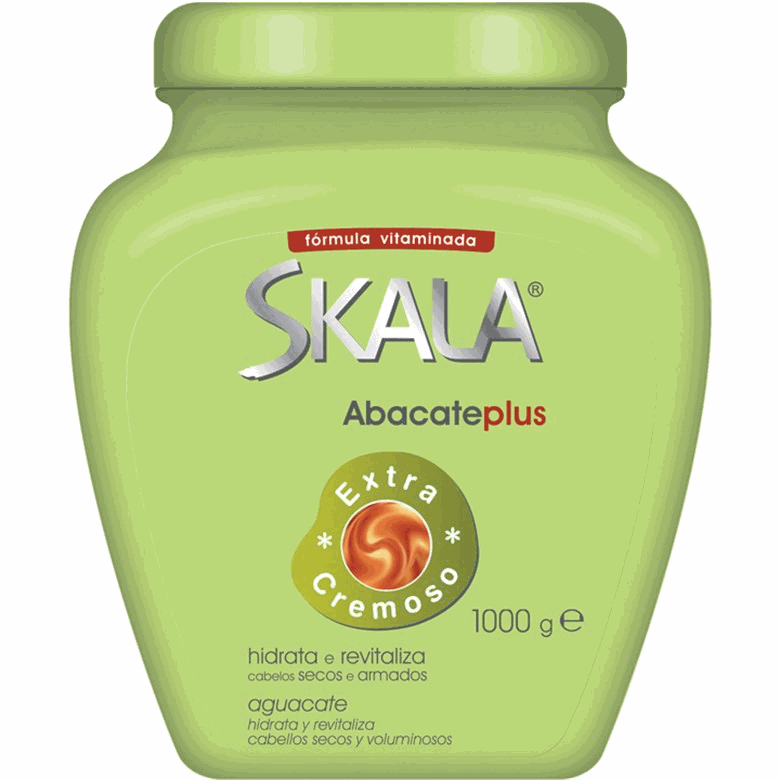 fórmula vitaminada
SKALA®
Abacateplus
Extra
* *
Cremoso
1000 g ℮
hidrata e revitaliza
cabelos secos e armados
aguacate
hidrata y revitaliza
cabellos secos y voluminosos